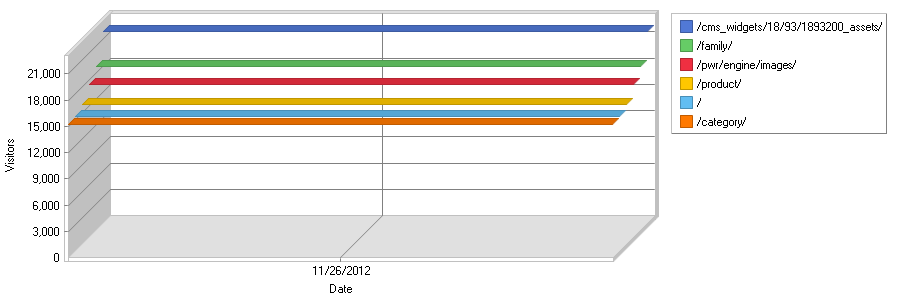 /cms_widgets/18/93/1893200_assets/
/family/
/pwr/engine/images/
/product/
/
/category/
Visitors
21,000
18,000
15,000
12,000
9,000
6,000
3,000
0
11/26/2012
Date